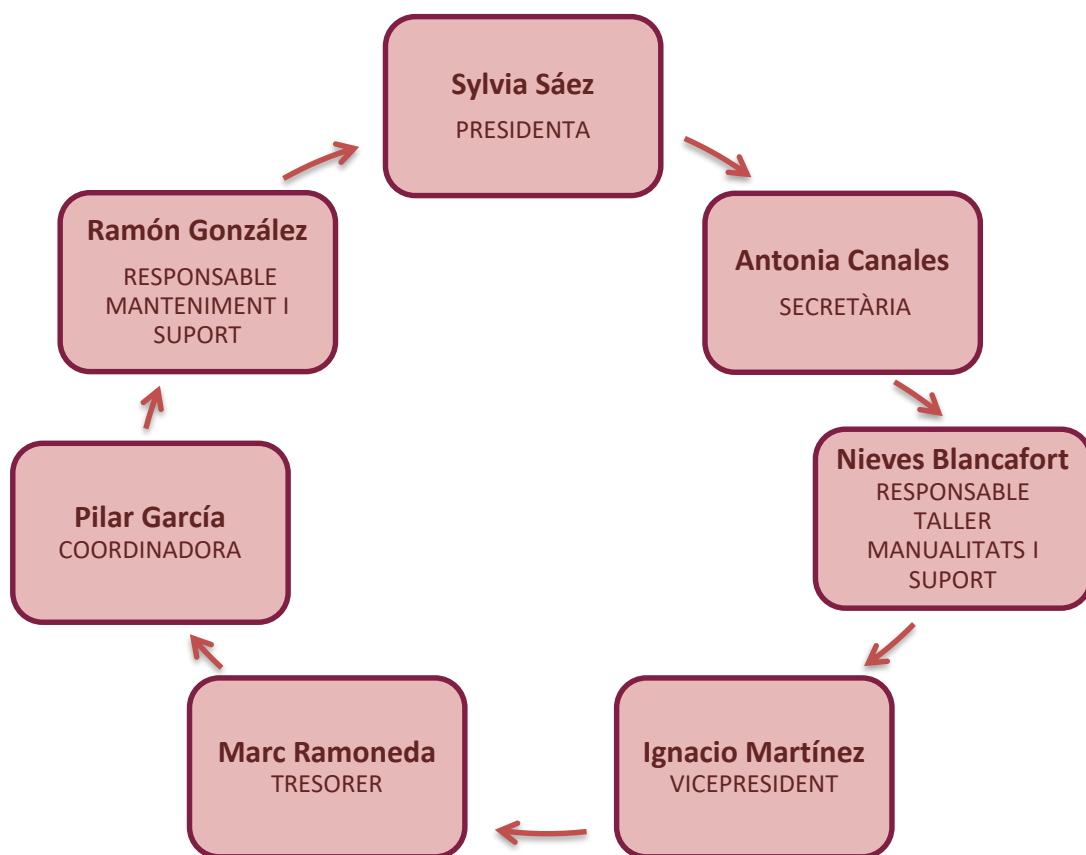 Sylvia Sáez
PRESIDENTA
Antonia Canales
SECRETÀRIA
Nieves Blancafort
RESPONSABLE
TALLER
MANUALITATS I
SUPORT
Ignacio Martínez
VICEPRESIDENT
Marc Ramoneda
TRESORER
Pilar García
COORDINADORA
Ramón González
RESPONSABLE
MANTENIMENT I
SUPORT